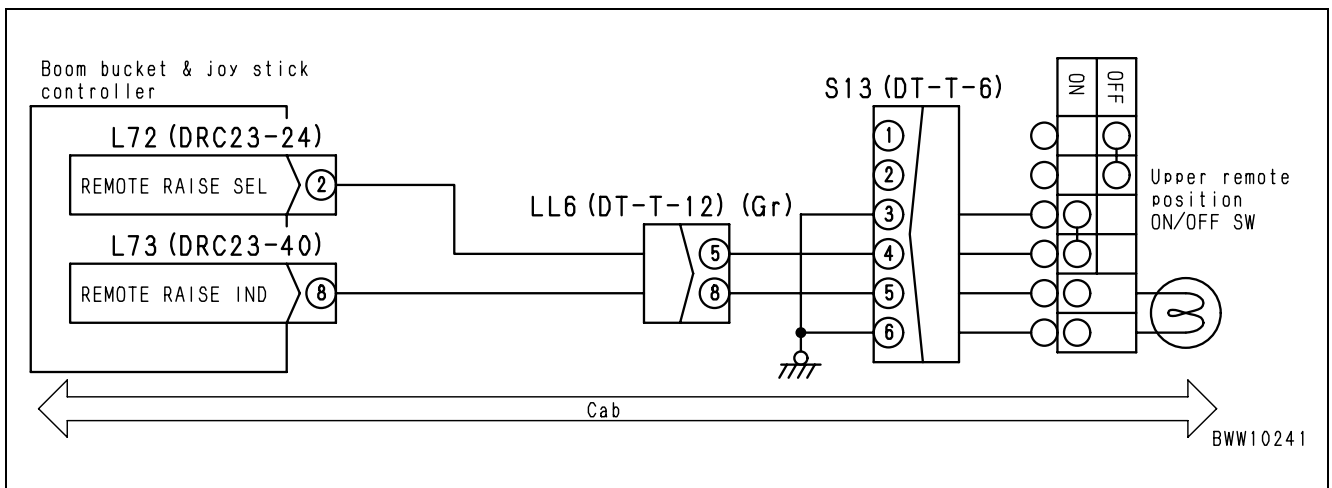 Boom bucket & joy stick
controller
L72 (DRC23-24)
REMOTE RAISE SEL
2
L73 (DRC23-40)
REMOTE RAISE IND
8
LL6 (DT-T-12) (Gr)
5
8
S13 (DT-T-6)
1
2
3
4
5
6
ON
OFF
Upper remote
position
ON/OFF SW
Cab
BWW10241